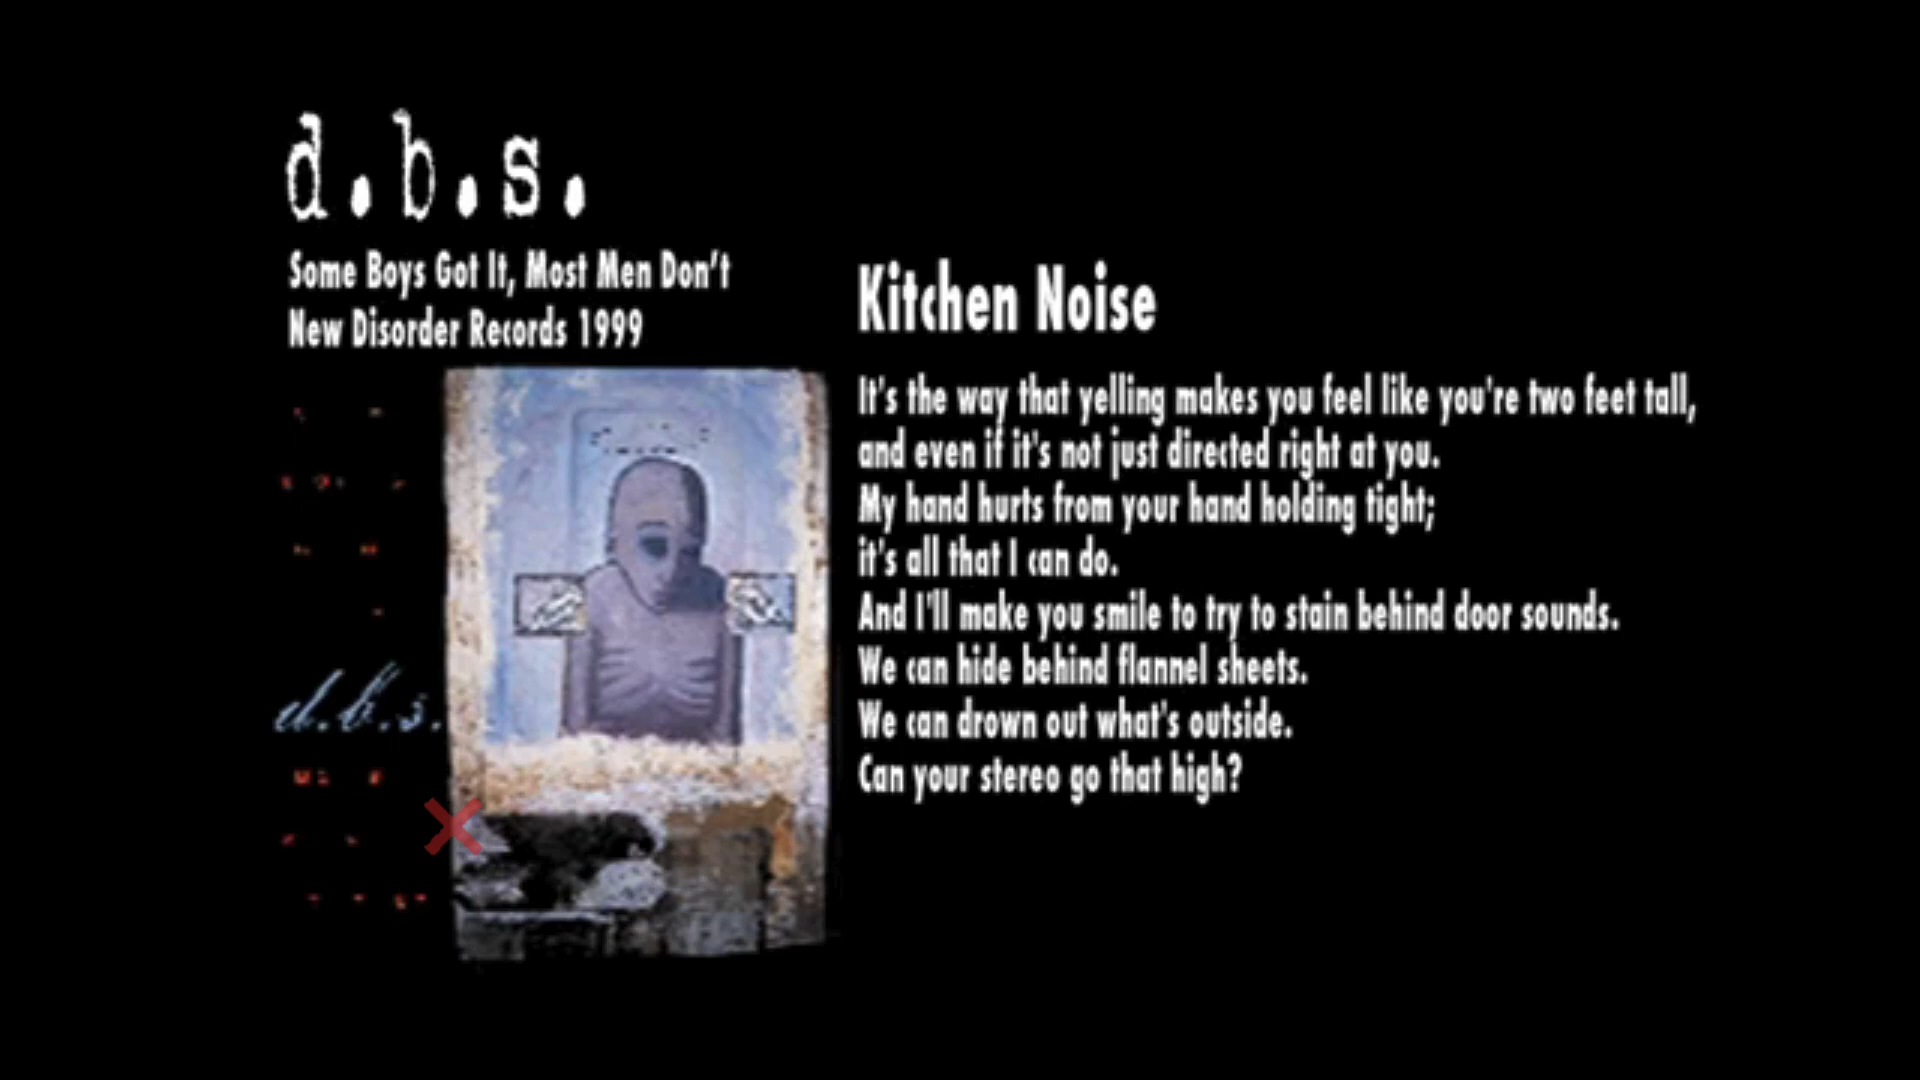 d.b.s.
Some Boys Got It, Most Men Don't
New Disorder Records 1999
d.b.s.
Kitchen Noise
It's the way that yelling makes you feel like you're two feet tall,
and even if it's not just directed right at you.
My hand hurts from your hand holding tight;
it's all that I can do.
And I'll make you smile to try to stain behind door sounds.
We can hide behind flannel sheets.
We can drown out what's outside.
Can your stereo go that high?